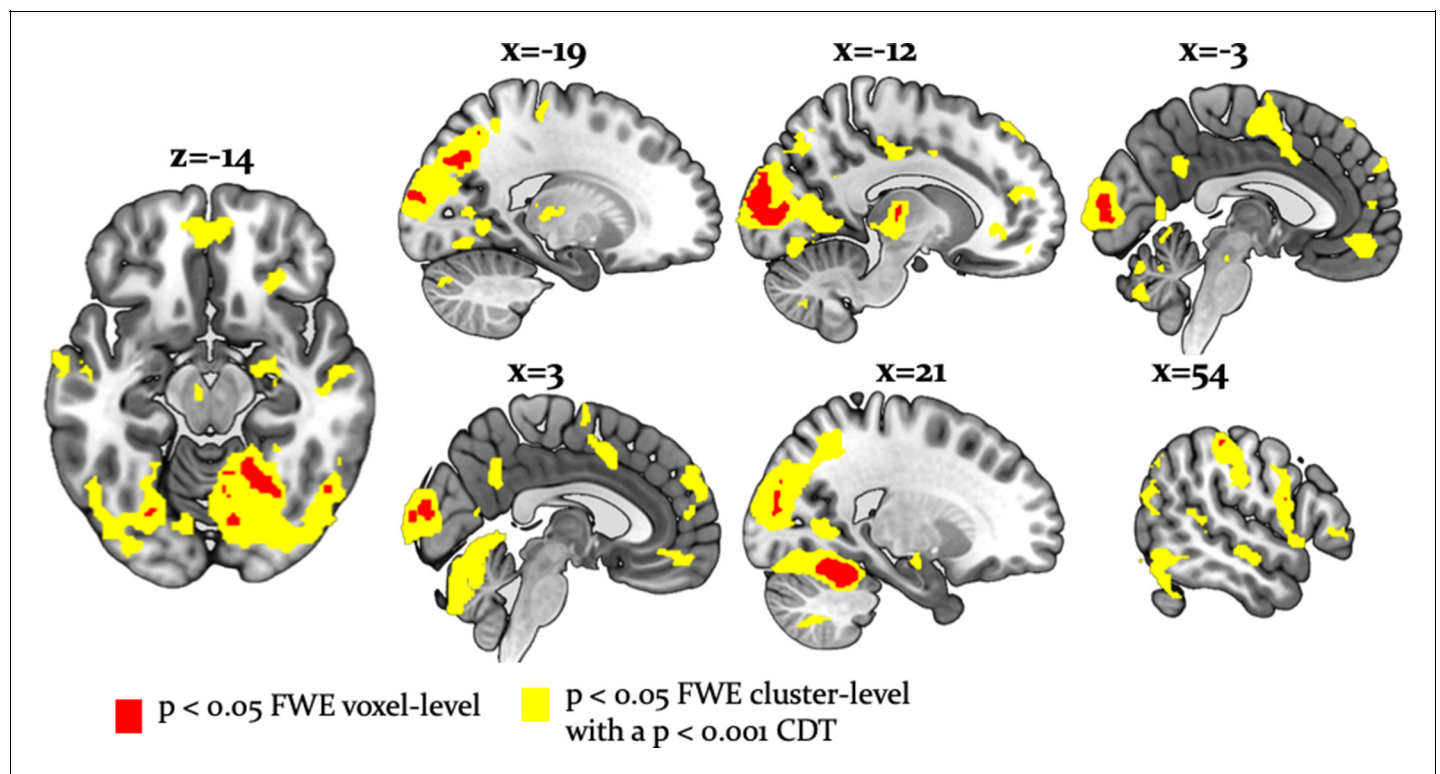 x=-19
x=-12
x=-3
z=-14
x=3
x=21
x=54
p < 0.05 FWE voxel-level
p < 0.05 FWE cluster-level
with a p < 0.001 CDT